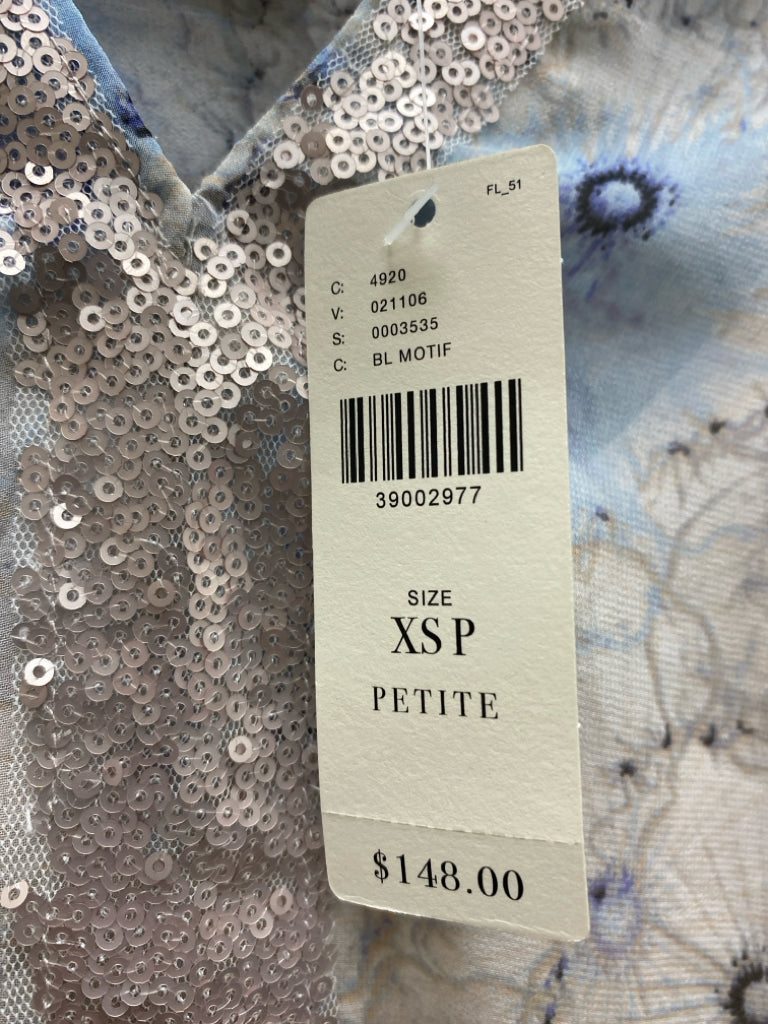 FL_51
C: 4920
V: 021106
S: 0003535
C: BL MOTIF
39002977
SIZE
XS P
PETITE
$148.00